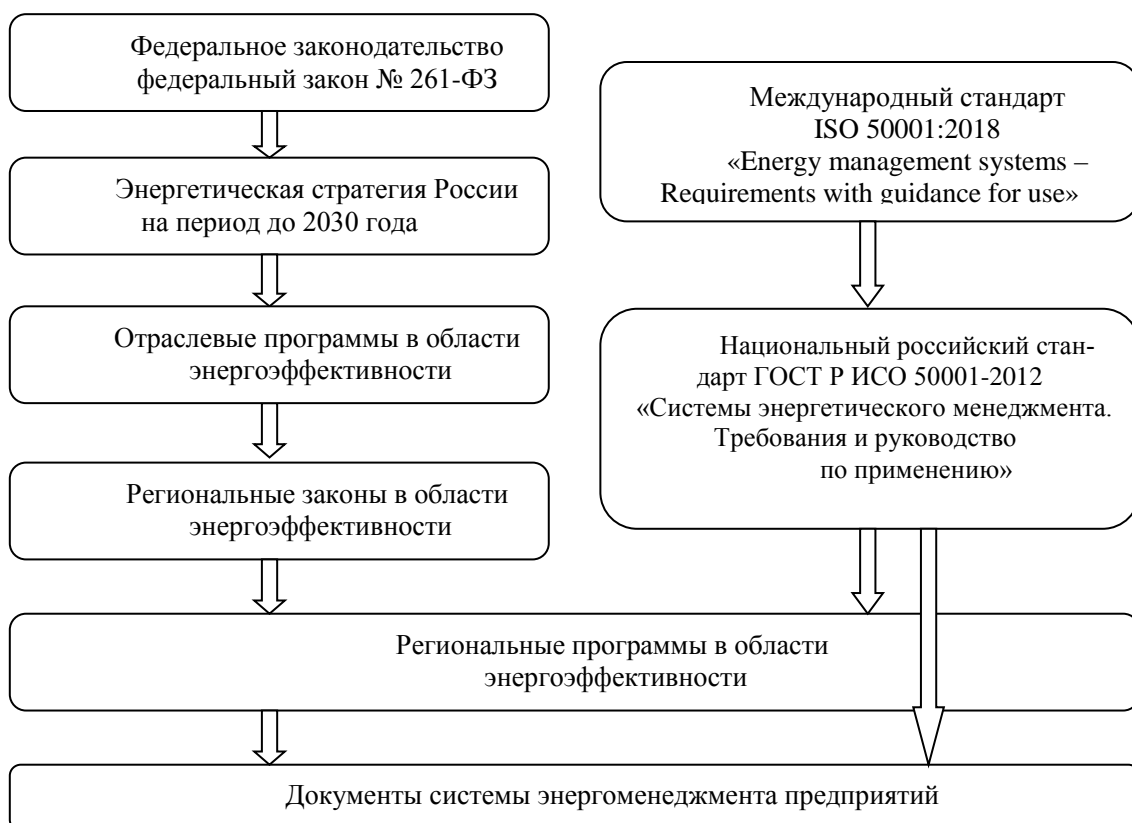 Федеральное законодательство
федеральный закон № 261-ФЗ
Энергетическая стратегия России
на период до 2030 года
Отраслевые программы в области
энергоэффективности
Региональные законы в области
энергоэффективности
Международный стандарт
ISO 50001:2018
«Energy management systems –
Requirements with guidance for use»
Национальный российский стан-
дарт ГОСТ Р ИСО 50001-2012
«Системы энергетического менеджмента.
Требования и руководство
по применению»
Региональные программы в области
энергоэффективности
Документы системы энергоменеджмента предприятий